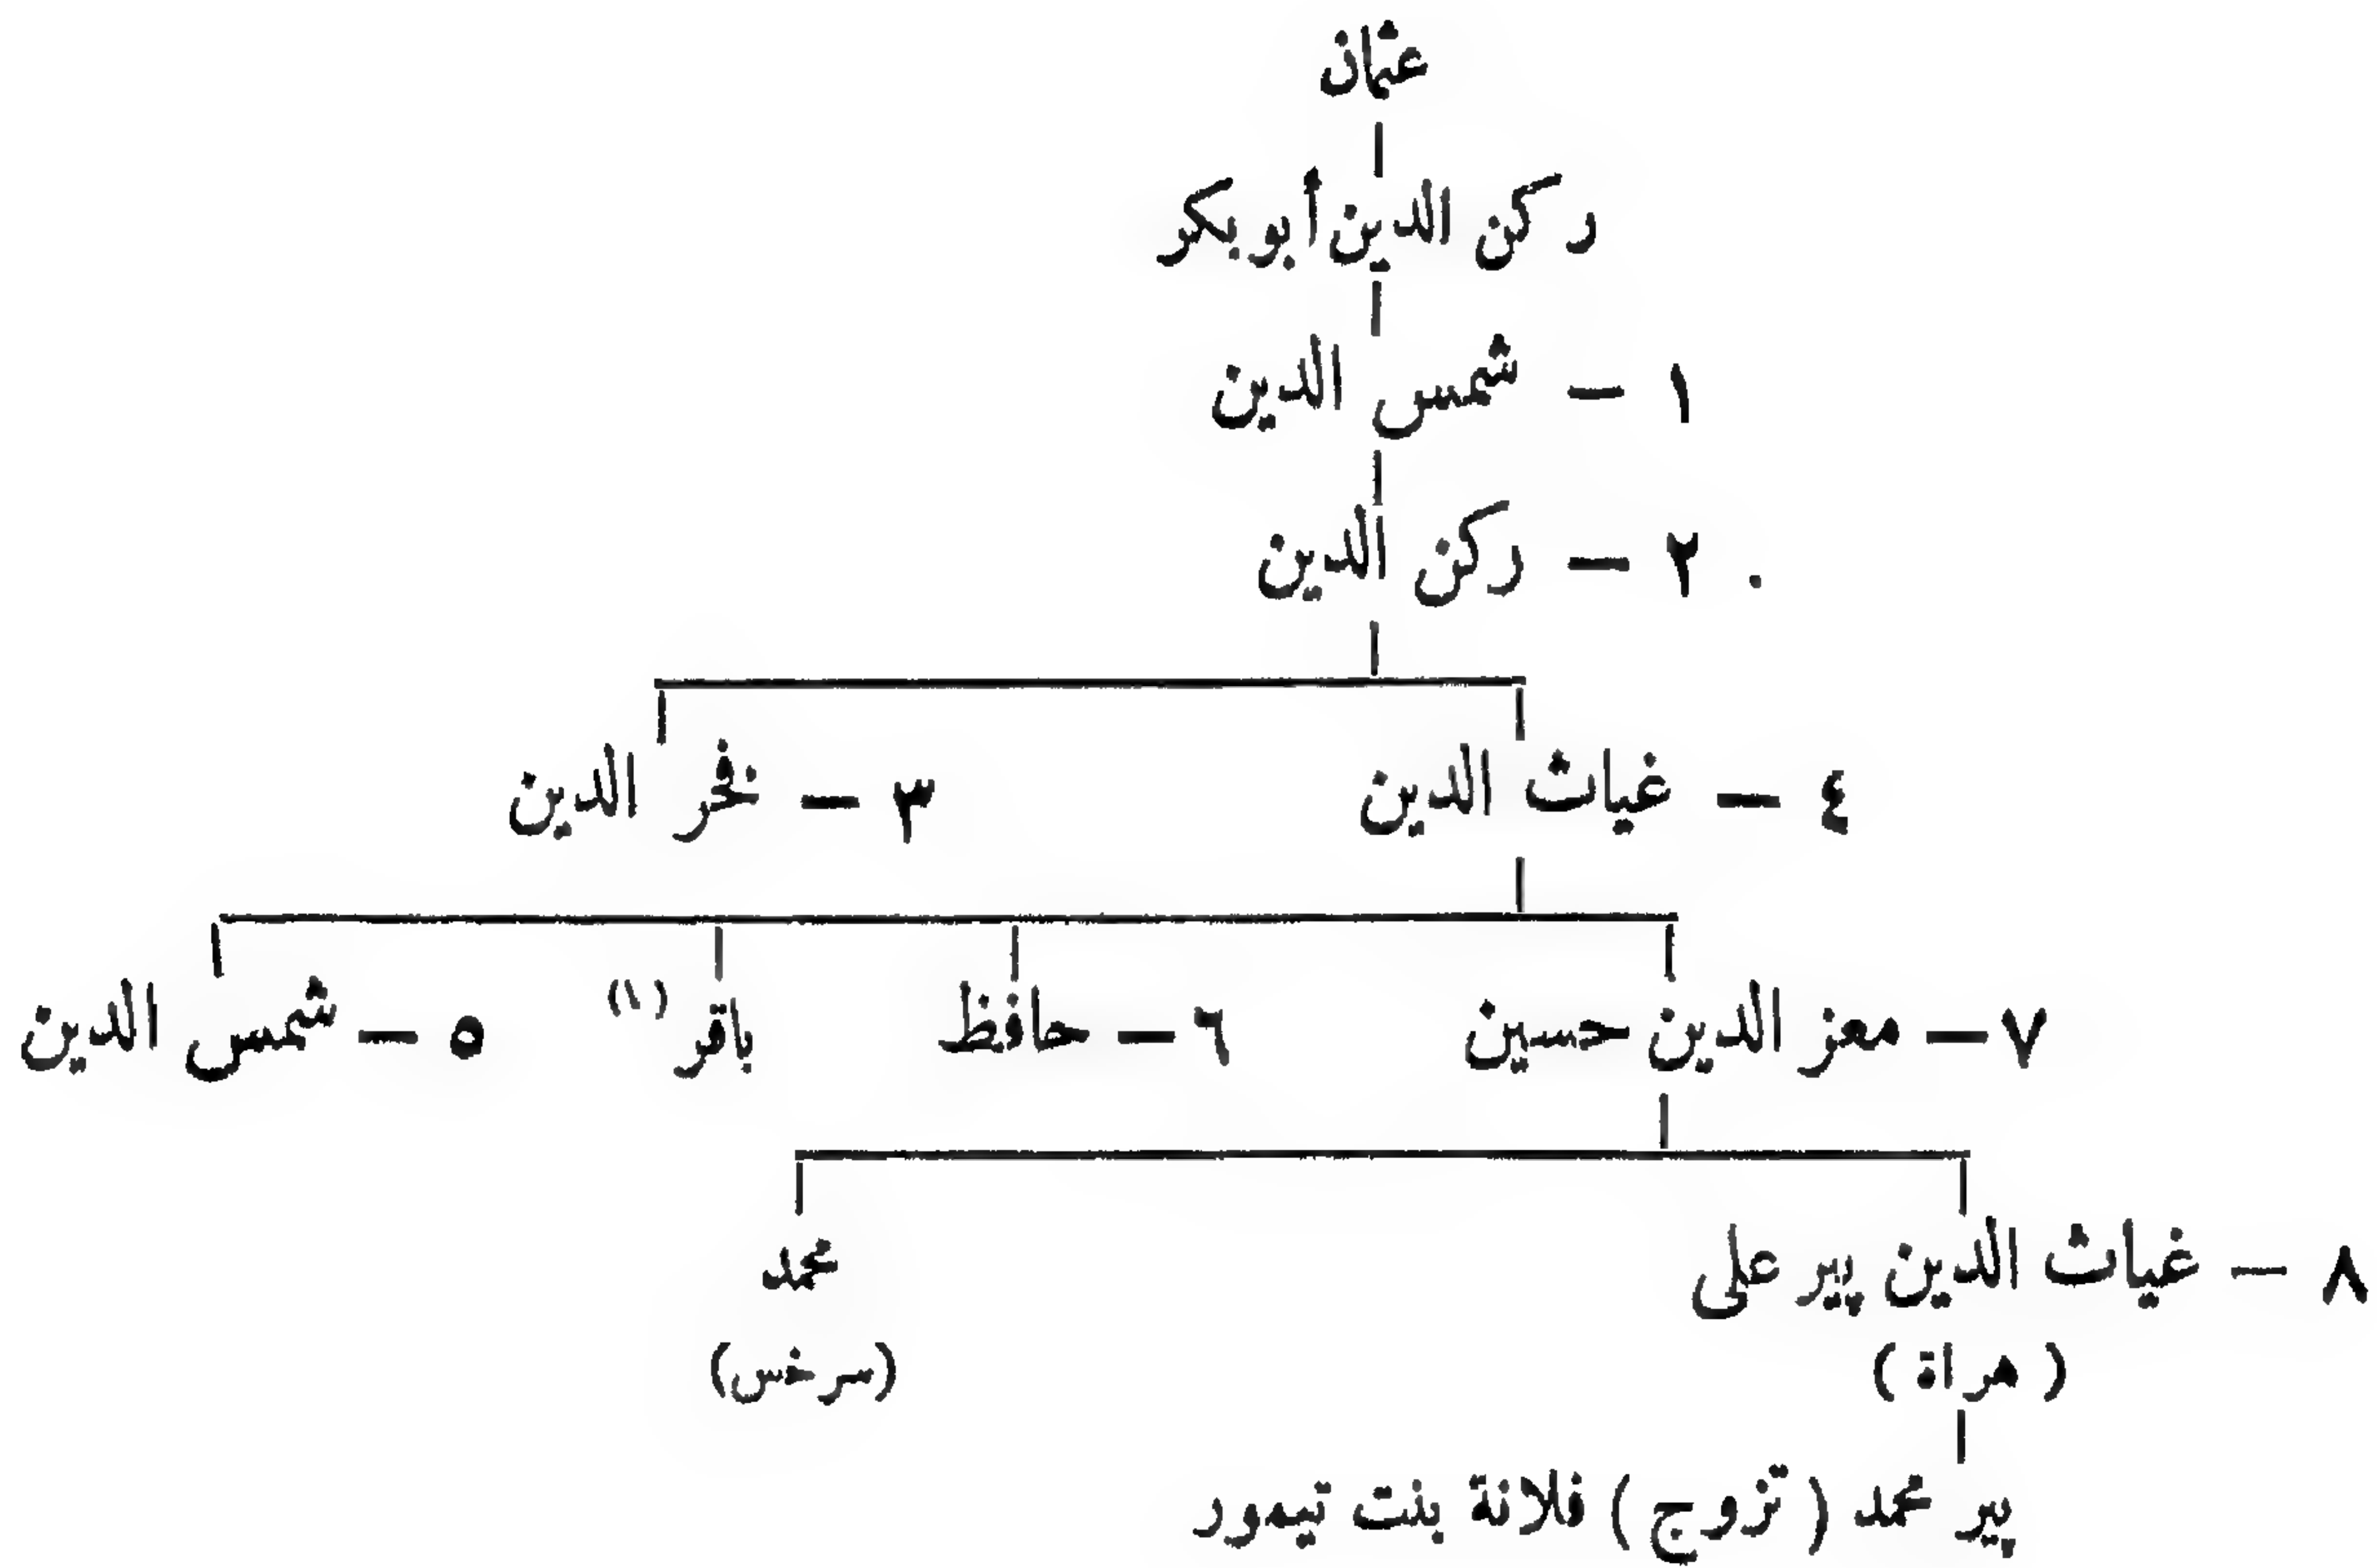 عثمان
ركن الدين أبو بكر
١ – شمس الدين
٢ – ركن الدين
٤ – غياث الدين
٣ – فخر الدين
٧ – معز الدين حسين
٦ – حافظ
باقر (١)
٥ – شمس الدين
٨ – غياث الدين پير على
محمد
(هراة)
(سرخس)
پير محمد (تزوج) فلانة بنت تيمور